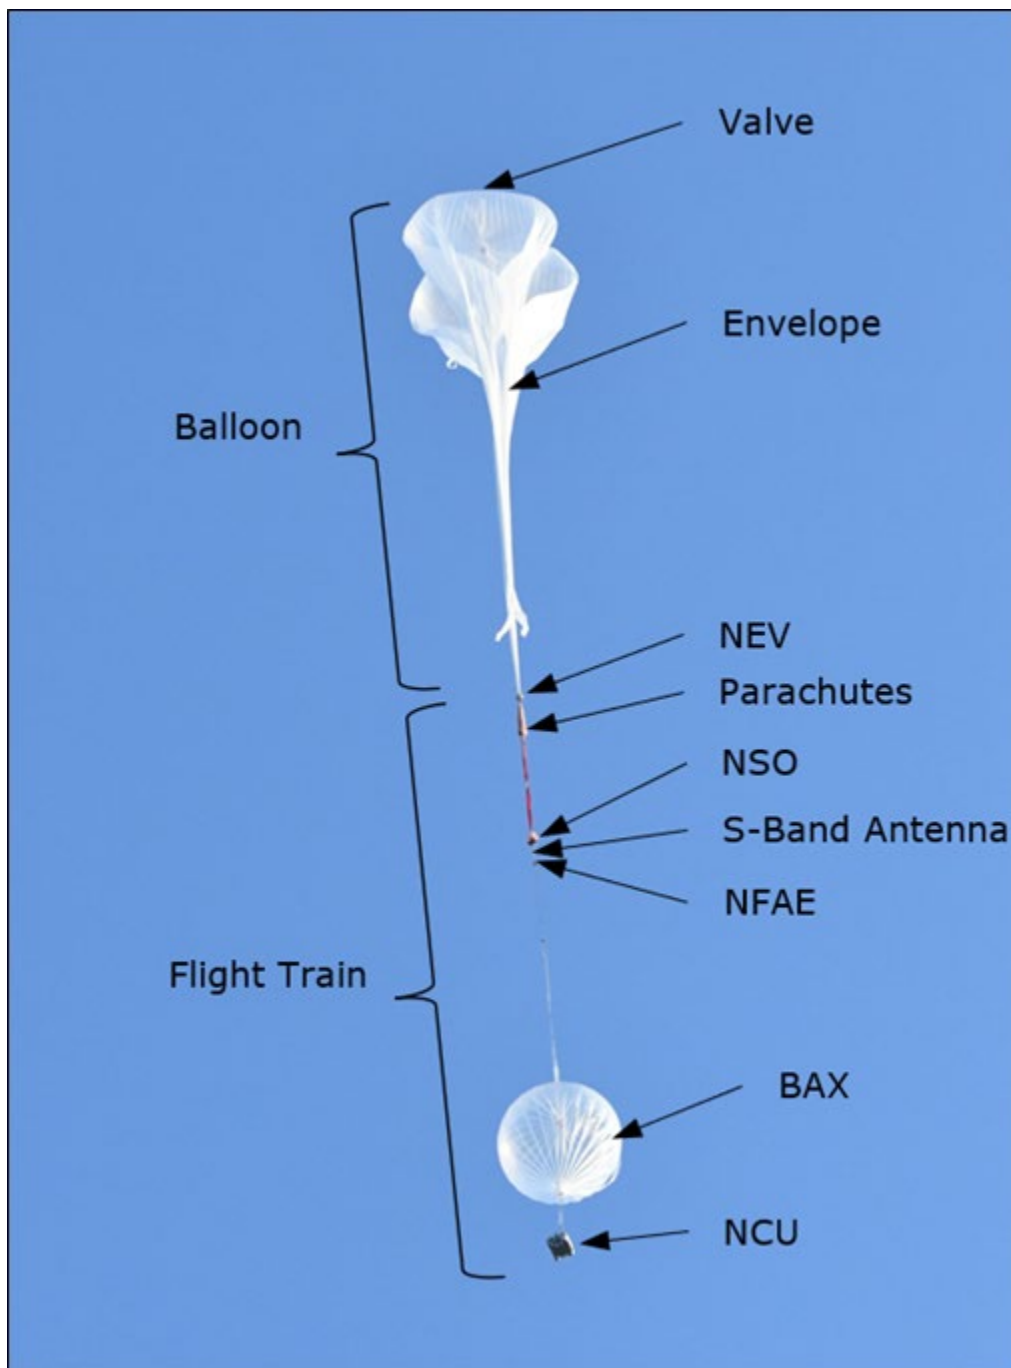 Valve
Envelope
Balloon
NEV
Parachutes
NSO
S-Band Antenna
NFAE
Flight Train
BAX
NCU